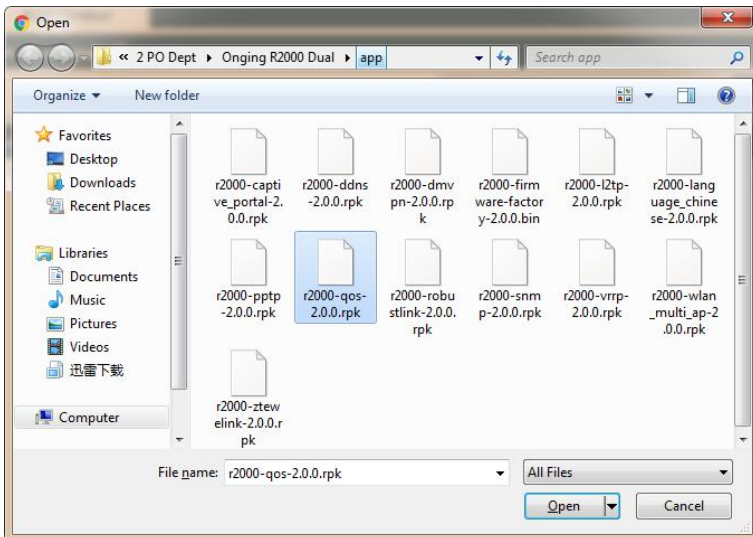 Open
« 2 PO Dept ▸ Onging R2000 Dual ▸ app
Search app
Organize
New folder
Favorites
Desktop
Downloads
Recent Places
Libraries
Documents
Music
Pictures
Videos
迅雷下载
Computer
r2000-capti
ve_portal-2.
0.0.rpk
r2000-ddns
-2.0.0.rpk
r2000-dmv
pn-2.0.0.rp
k
r2000-firm
ware-factor
y-2.0.0.bin
r2000-l2tp-
2.0.0.rpk
r2000-lang
uage_chine
se-2.0.0.rpk
r2000-pptp
-2.0.0.rpk
r2000-qos-
2.0.0.rpk
r2000-robu
stlink-2.0.0.
rpk
r2000-snm
p-2.0.0.rpk
r2000-vrrp-
2.0.0.rpk
r2000-wlan
_multi_ap-2
.0.0.rpk
r2000-ztew
elink-2.0.0.r
pk
File name: r2000-qos-2.0.0.rpk
All Files
Open
Cancel